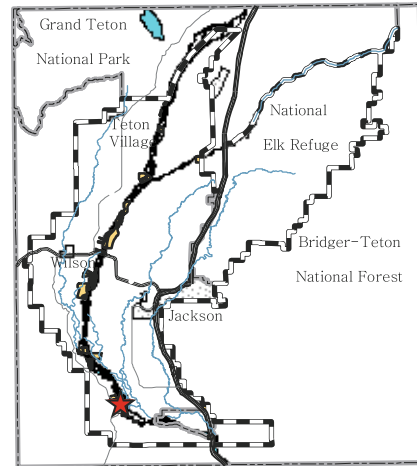 Grand Teton
National Park
Teton
Village
National
Elk Refuge
Wilson
Bridger-Teton
National Forest
Jackson